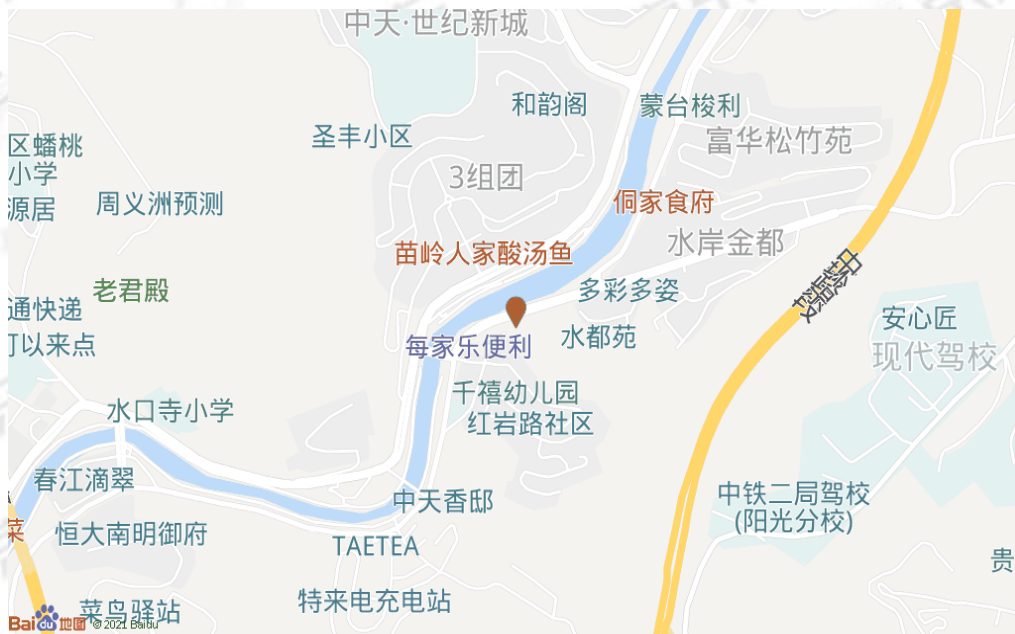 中天·世纪新城
和韵阁
蒙台梭利
圣丰小区
富华松竹苑
区蟠桃
小学
3组团
源居
周义洲预测
侗家食府
水岸金都
苗岭人家酸汤鱼
老君殿
多彩多姿
通快递
安心匠
水都苑
可以来点
每家乐便利
现代驾校
千禧幼儿园
水口寺小学
红岩路社区
春江滴翠
中天香邸
中铁二局驾校
(阳光分校)
菜
恒大南明御府
TAETEA
贵
特来电充电站
菜鸟驿站
Bai du 地图 © 2021 Baidu